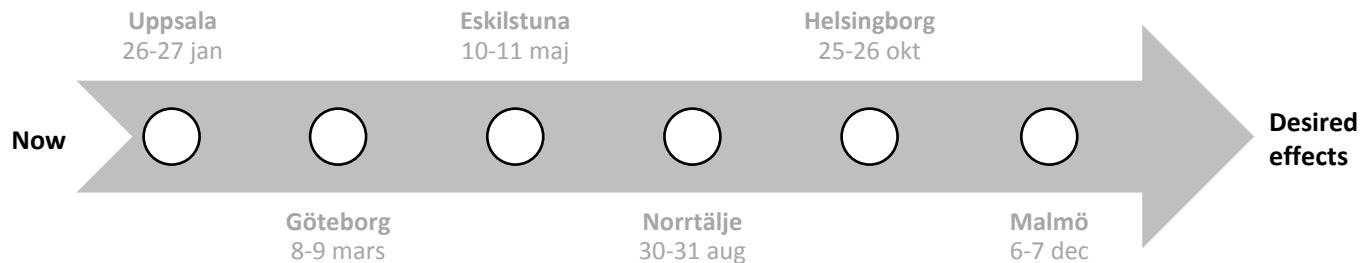 Uppsala
26-27 jan
Eskilstuna
10-11 maj
Helsingborg
25-26 okt
Now
Desired
effects
Göteborg
8-9 mars
Norrtälje
30-31 aug
Malmö
6-7 dec